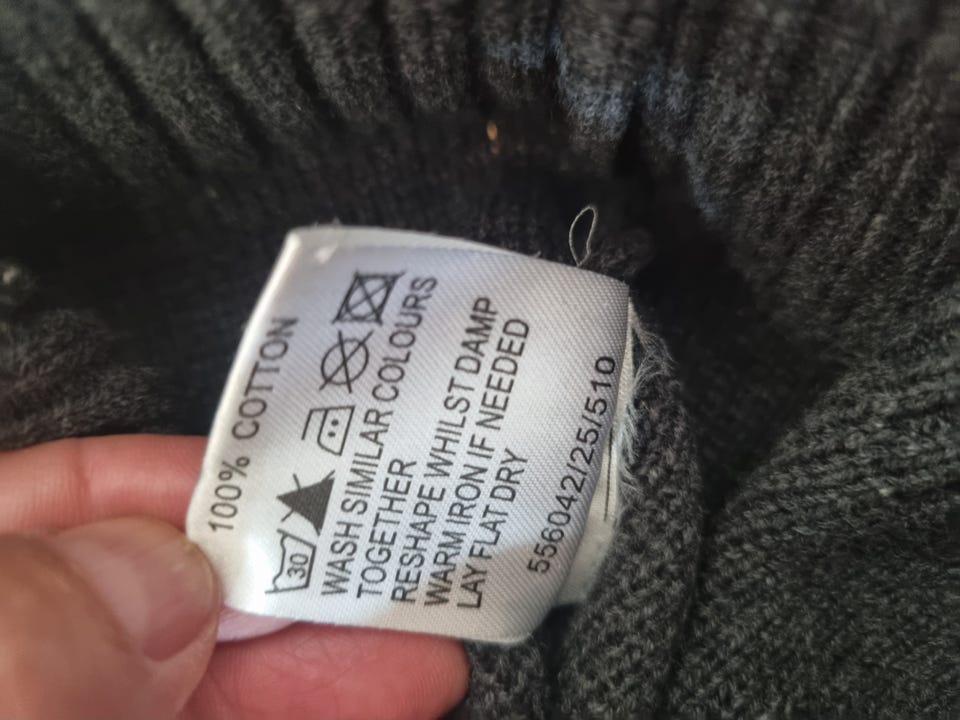 100% COTTON
30
WASH SIMILAR COLOURS
TOGETHER
RESHAPE WHILST DAMP
WARM IRON IF NEEDED
LAY FLAT DRY
556042/25/510